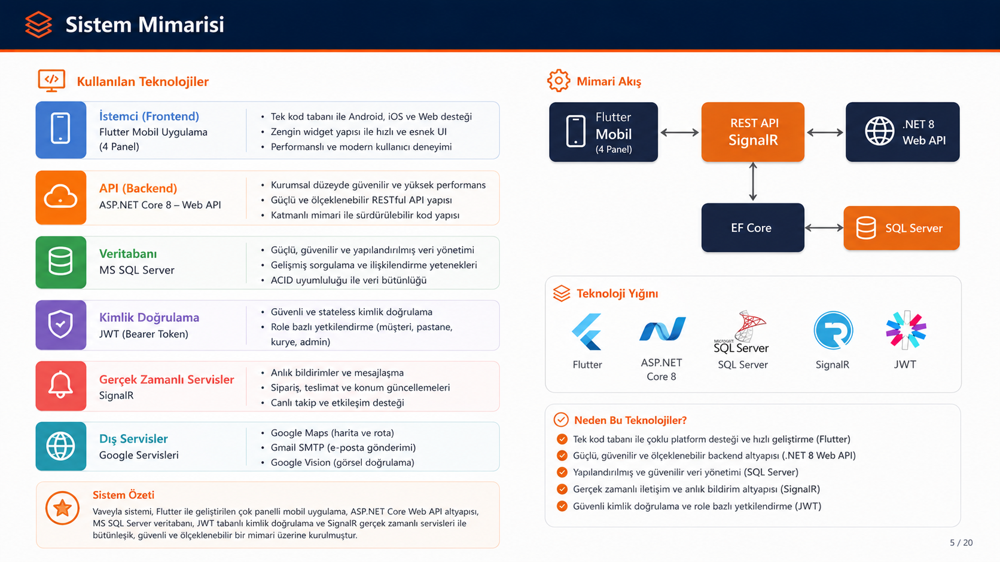 Sistem Mimarisi
Kullanılan Teknolojiler
İstemci (Frontend)
Flutter Mobil Uygulama
(4 Panel)
• Tek kod tabanı ile Android, iOS ve Web desteği
• Zengin widget yapısı ile hızlı ve esnek UI
• Performanslı ve modern kullanıcı deneyimi
API (Backend)
ASP.NET Core 8 – Web API
• Kurumsal düzeyde güvenilir ve yüksek performans
• Güçlü ve ölçeklenebilir RESTful API yapısı
• Katmanlı mimari ile sürdürülebilir kod yapısı
Veritabanı
MS SQL Server
• Güçlü, güvenilir ve yapılandırılmış veri yönetimi
• Gelişmiş sorgulama ve ilişkilendirme yetenekleri
• ACID uyumluluğu ile veri bütünlüğü
Kimlik Doğrulama
JWT (Bearer Token)
• Güvenli ve stateless kimlik doğrulama
• Role bazlı yetkilendirme (müşteri, pastane,
kurye, admin)
Gerçek Zamanlı Servisler
SignalR
• Anlık bildirimler ve mesajlaşma
• Sipariş, teslimat ve konum güncellemeleri
• Canlı takip ve etkileşim desteği
Dış Servisler
Google Servisleri
• Google Maps (harita ve rota)
• Gmail SMTP (e-posta gönderimi)
• Google Vision (görsel doğrulama)
Sistem Özeti
Vaveyla sistemi, Flutter ile geliştirilen çok panelli mobil uygulama, ASP.NET Core Web API altyapısı,
MS SQL Server veritabanı, JWT tabanlı kimlik doğrulama ve SignalR gerçek zamanlı servisleri ile
bütünleşik, güvenli ve ölçeklenebilir bir mimari üzerine kurulmuştur.
Mimari Akış
Flutter
Mobil
(4 Panel)
REST API
SignalR
.NET 8
Web API
EF Core
SQL Server
Teknoloji Yığını
Flutter
ASP.NET
Core 8
MICROSOFT
SQL Server
SQL Server
SignalR
JWT
Neden Bu Teknolojiler?
Tek kod tabanı ile çoklu platform desteği ve hızlı geliştirme (Flutter)
Güçlü, güvenilir ve ölçeklenebilir backend altyapısı (.NET 8 Web API)
Yapılandırılmış ve güvenilir veri yönetimi (SQL Server)
Gerçek zamanlı iletişim ve anlık bildirim altyapısı (SignalR)
Güvenli kimlik doğrulama ve role bazlı yetkilendirme (JWT)
5 / 20